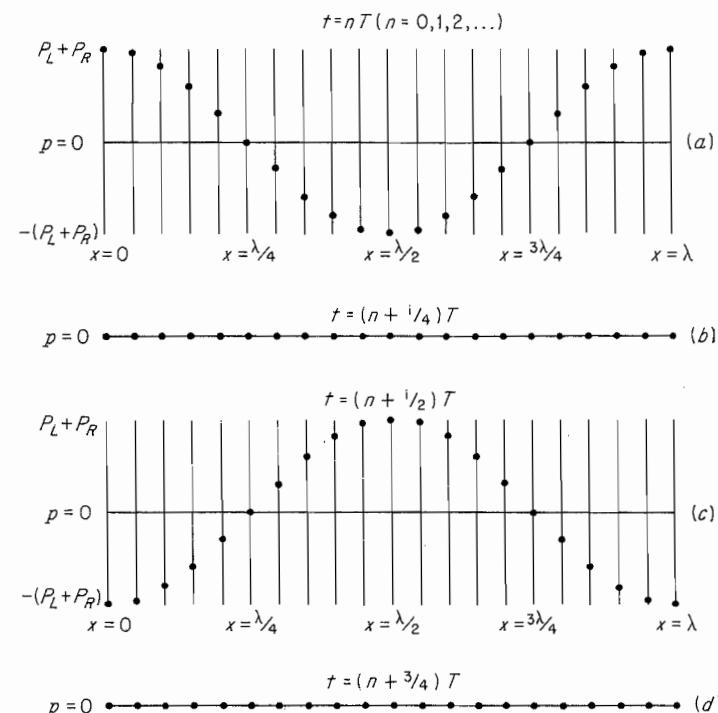 t = nT (n = 0,1,2,...)
P_L + P_R
p = 0
(a)
-(P_L + P_R)
x = 0
x = λ/4
x = λ/2
x = 3λ/4
x = λ
t = (n + 1/4) T
p = 0
(b)
t = (n + 1/2) T
P_L + P_R
p = 0
(c)
-(P_L + P_R)
x = 0
x = λ/4
x = λ/2
x = 3λ/4
x = λ
t = (n + 3/4) T
p = 0
(d